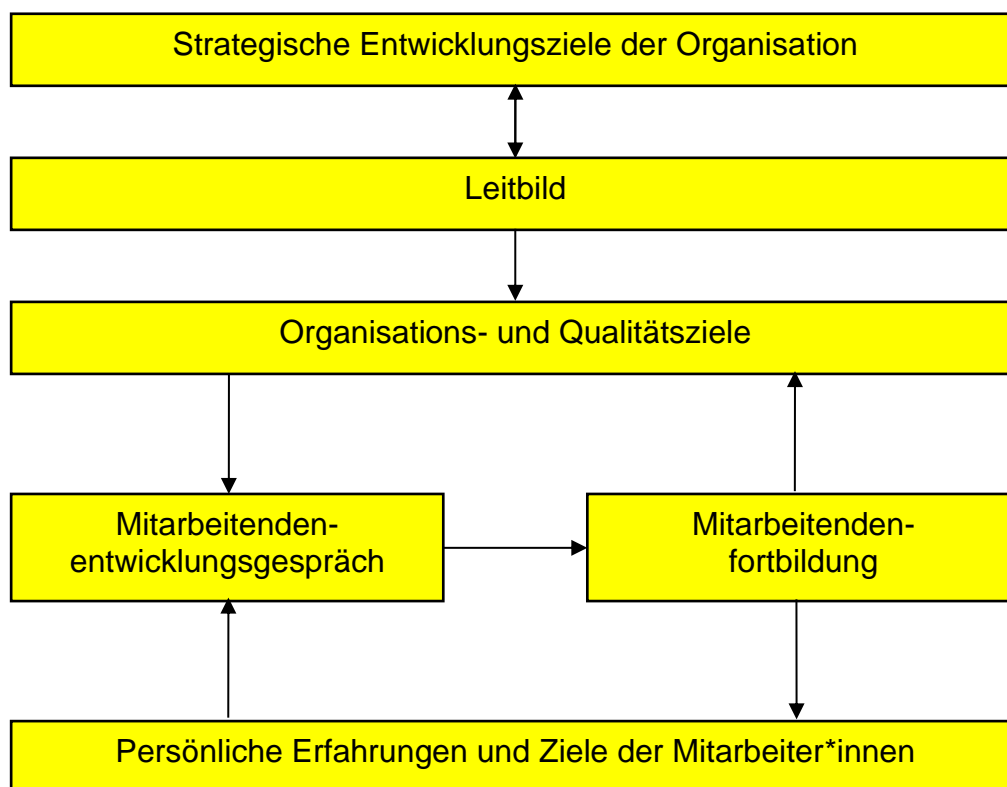 Strategische Entwicklungsziele der Organisation
Leitbild
Organisations- und Qualitätsziele
Mitarbeitenden-
entwicklungsgespräch
Mitarbeitenden-
fortbildung
Persönliche Erfahrungen und Ziele der Mitarbeiter*innen